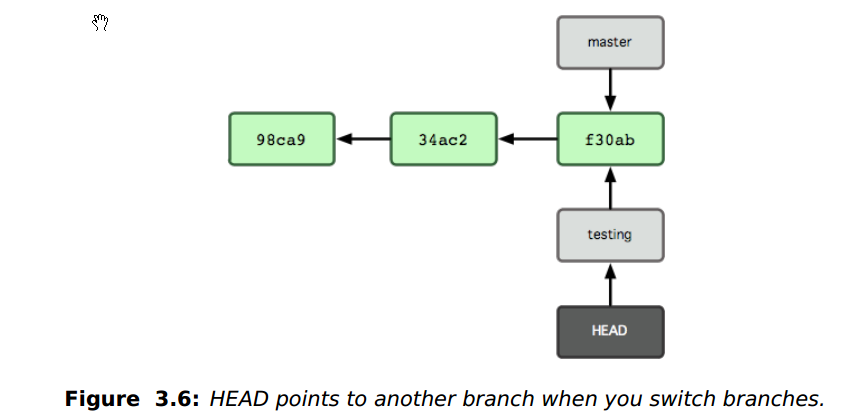 master
98ca9 34ac2 f30ab
testing
HEAD
Figure 3.6: HEAD points to another branch when you switch branches.